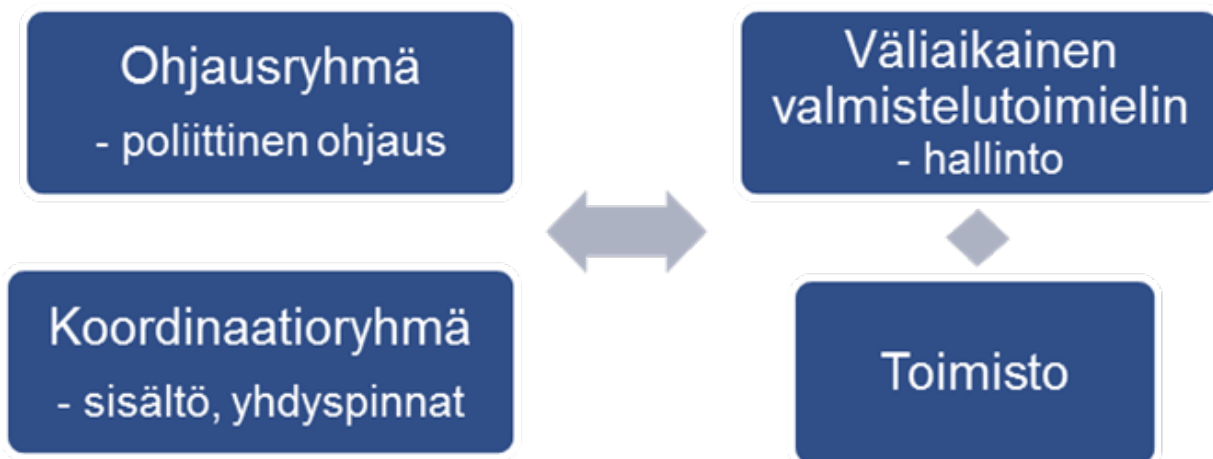 Ohjausryhmä
- poliittinen ohjaus
Väliaikainen
valmistelutoimielin
- hallinto
Koordinaatioryhmä
- sisältö, yhdyspinnat
Toimisto